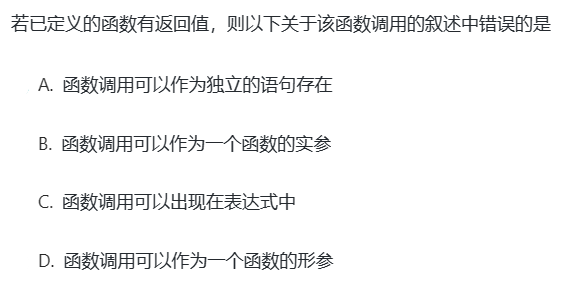 若已定义的函数有返回值，则以下关于该函数调用的叙述中错误的是
A. 函数调用可以作为独立的语句存在
B. 函数调用可以作为一个函数的实参
C. 函数调用可以出现在表达式中
D. 函数调用可以作为一个函数的形参